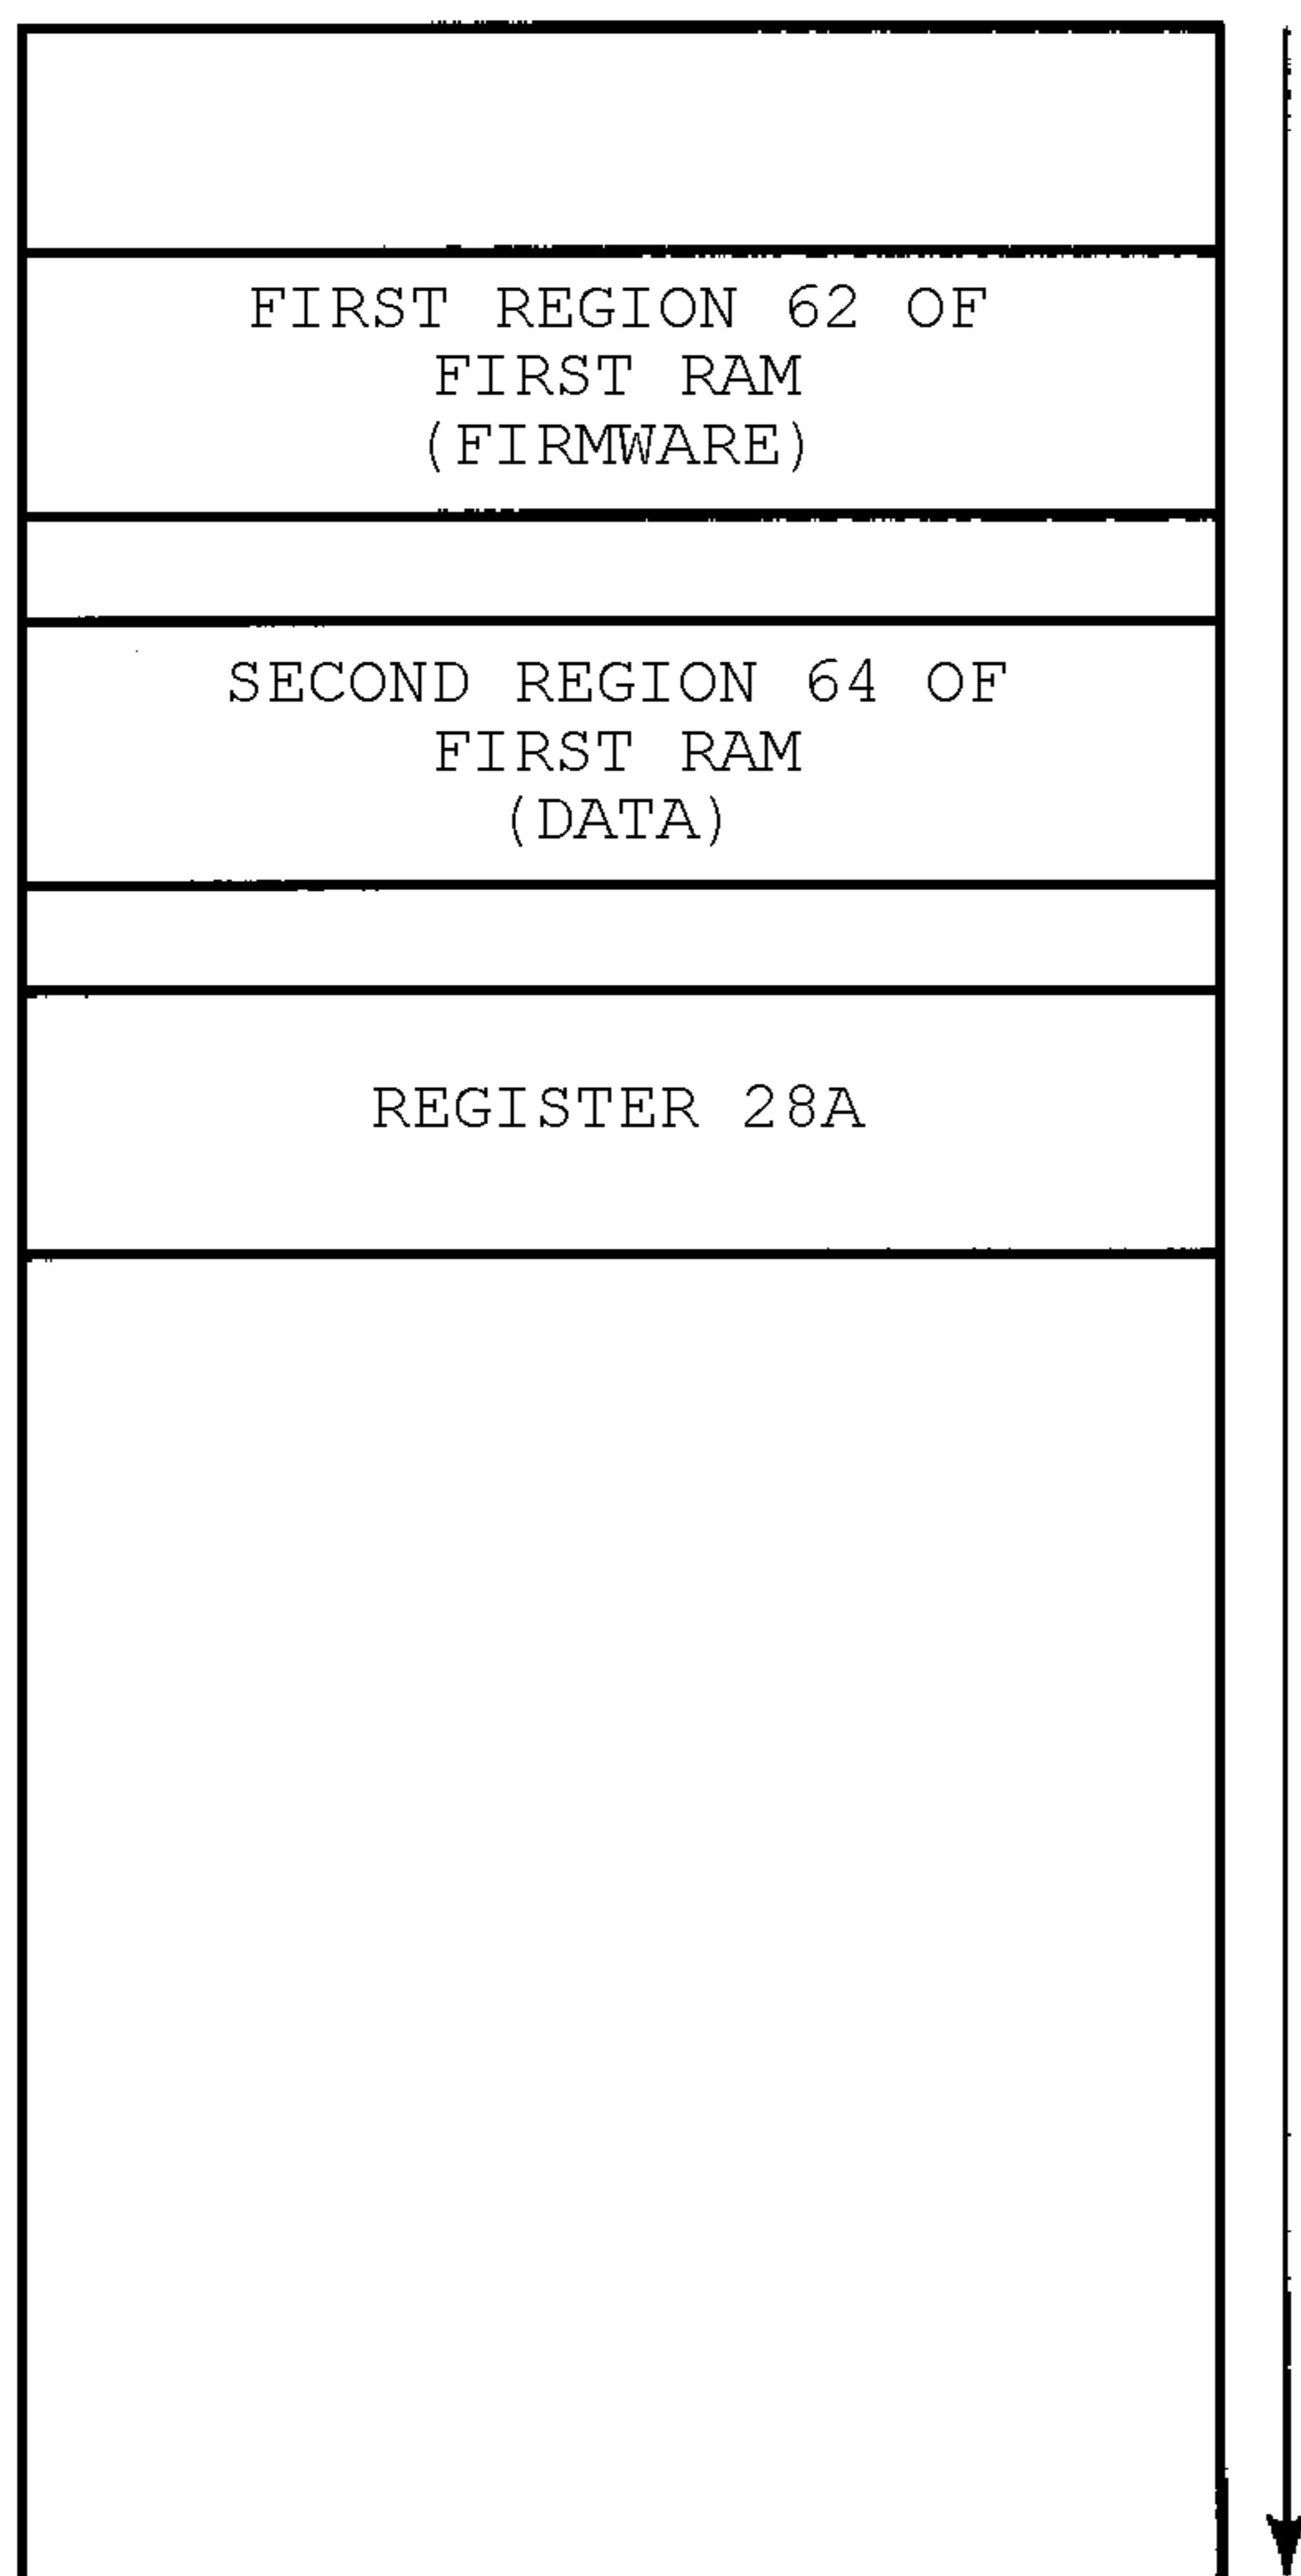 FIRST REGION 62 OF
FIRST RAM
(FIRMWARE)
SECOND REGION 64 OF
FIRST RAM
(DATA)
REGISTER 28A